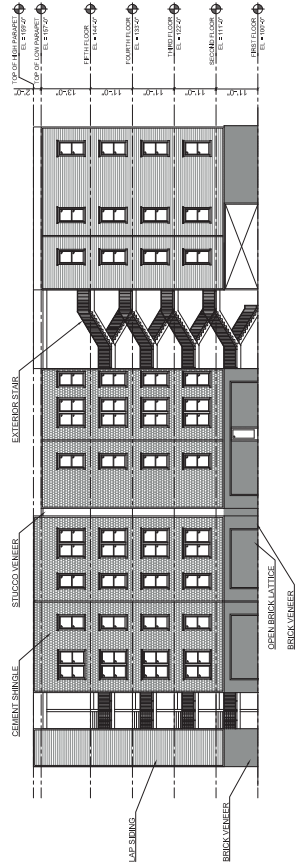 TOP OF HIGH PARAPET
EL = 159'-0"
TOP OF LOW PARAPET
EL = 157'-0"
FIFTH FLOOR
EL = 144'-0"
FOURTH FLOOR
EL = 133'-0"
THIRD FLOOR
EL = 122'-0"
SECOND FLOOR
EL = 111'-0"
FIRST FLOOR
EL = 100'-0"
2'-0"
13'-0"
11'-0"
11'-0"
11'-0"
11'-0"
EXTERIOR STAIR
STUCCO VENEER
CEMENT SHINGLE
OPEN BRICK LATTICE
BRICK VENEER
LAP SIDING
BRICK VENEER